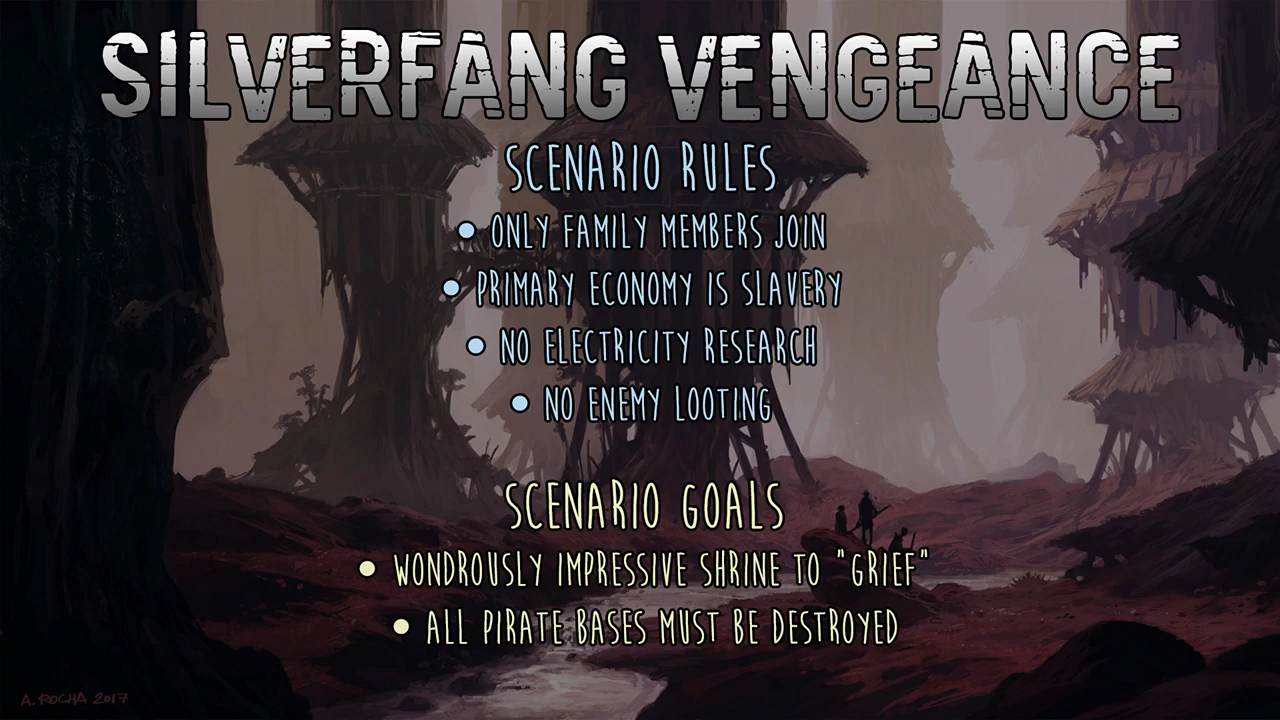 SILVERFANG VENGEANCE
SCENARIO RULES
• ONLY FAMILY MEMBERS JOIN
• PRIMARY ECONOMY IS SLAVERY
• NO ELECTRICITY RESEARCH
• NO ENEMY LOOTING
SCENARIO GOALS
• WONDROUSLY IMPRESSIVE SHRINE TO "GRIEF"
• ALL PIRATE BASES MUST BE DESTROYED
A. ROCHA 2017